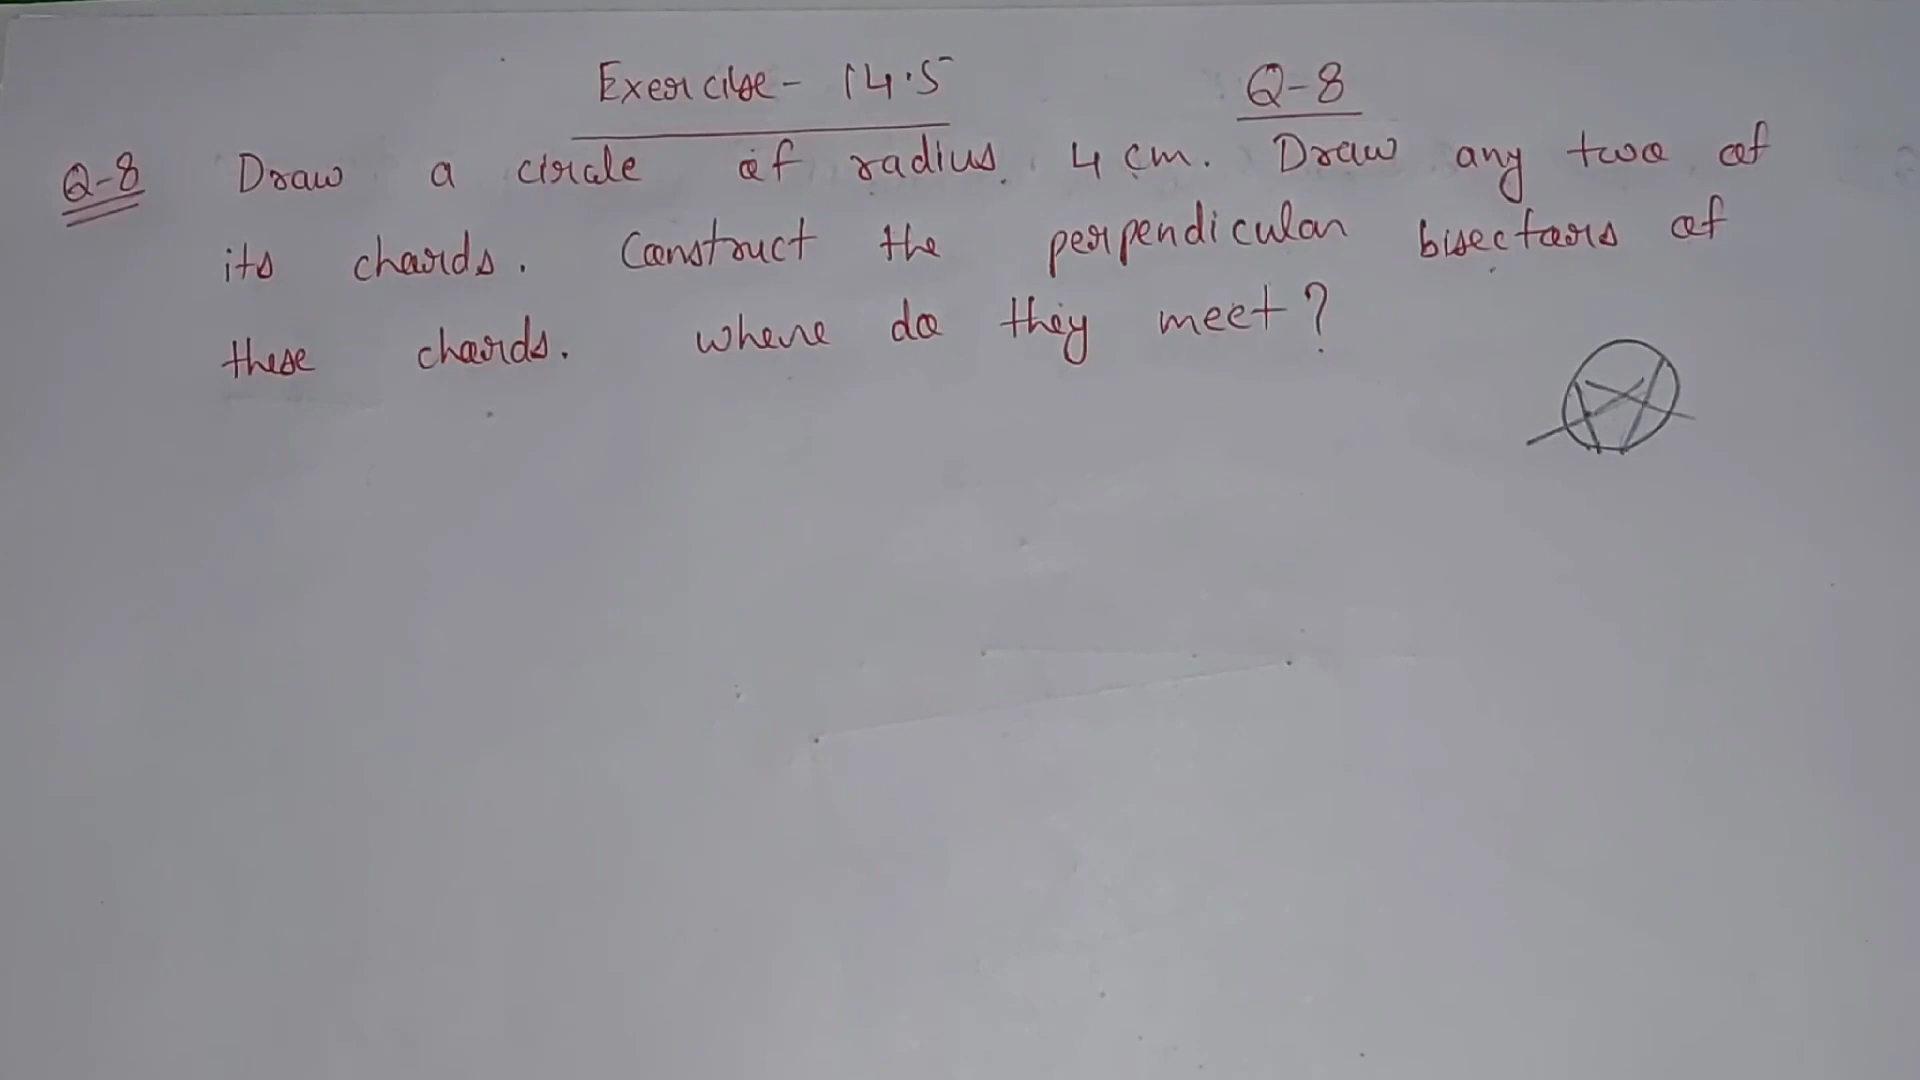 Exercise - 14.5 Q-8
Q-8 Draw a circle of radius 4 cm. Draw any two of
its chords. Construct the perpendicular bisectors of
these chords. where do they meet?